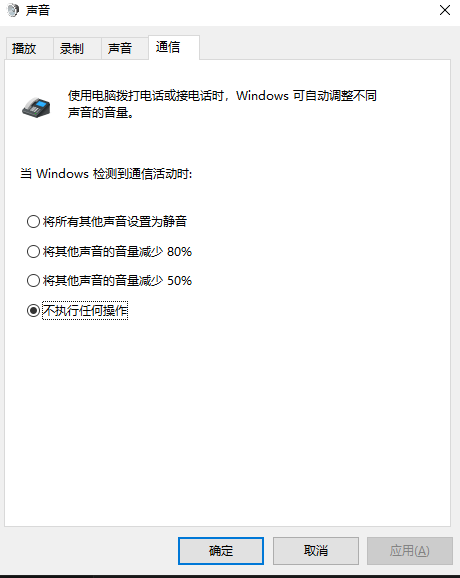 声音
播放
录制
声音
通信
使用电脑拨打电话或接电话时，Windows 可自动调整不同
声音的音量。
当 Windows 检测到通信活动时:
将所有其他声音设置为静音
将其他声音的音量减少 80%
将其他声音的音量减少 50%
不执行任何操作
确定
取消
应用(A)